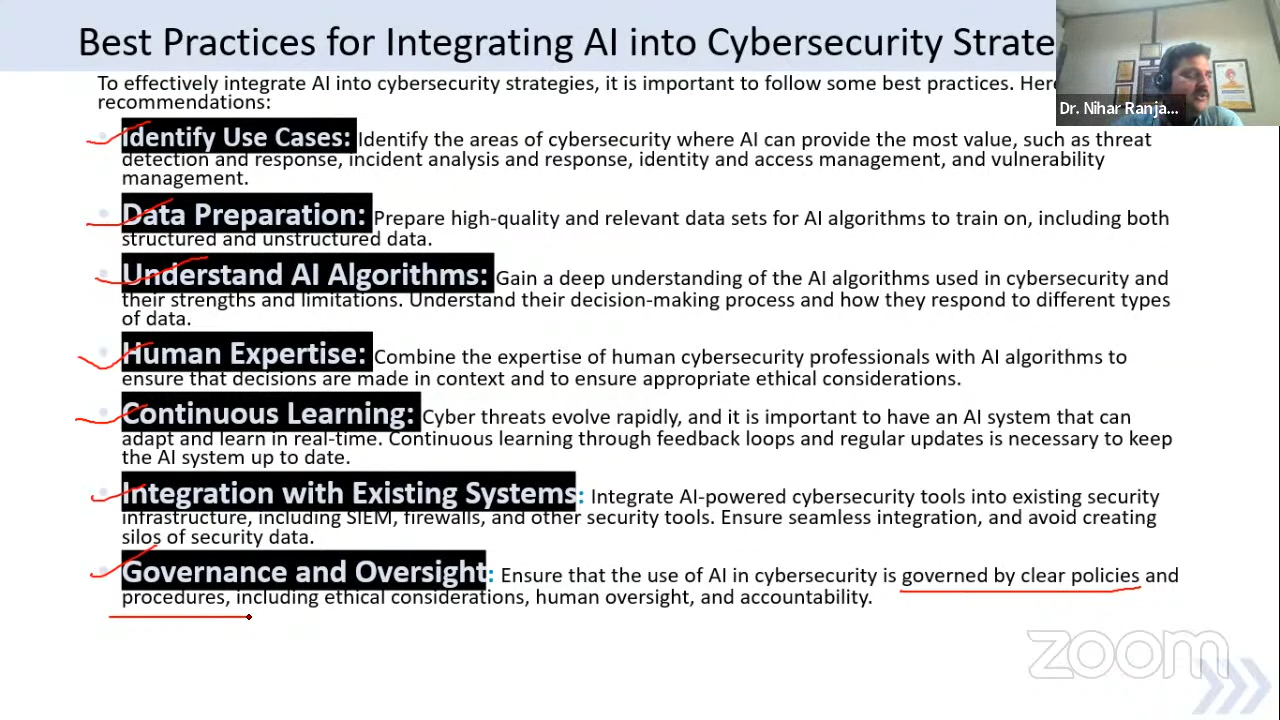 Best Practices for Integrating AI into Cybersecurity Strate
To effectively integrate AI into cybersecurity strategies, it is important to follow some best practices. Here
recommendations:
Dr. Nihar Ranja...
Identify Use Cases: Identify the areas of cybersecurity where AI can provide the most value, such as threat
detection and response, incident analysis and response, identity and access management, and vulnerability
management.
Data Preparation: Prepare high-quality and relevant data sets for AI algorithms to train on, including both
structured and unstructured data.
Understand AI Algorithms: Gain a deep understanding of the AI algorithms used in cybersecurity and
their strengths and limitations. Understand their decision-making process and how they respond to different types
of data.
Human Expertise: Combine the expertise of human cybersecurity professionals with AI algorithms to
ensure that decisions are made in context and to ensure appropriate ethical considerations.
Continuous Learning: Cyber threats evolve rapidly, and it is important to have an AI system that can
adapt and learn in real-time. Continuous learning through feedback loops and regular updates is necessary to keep
the AI system up to date.
Integration with Existing Systems: Integrate AI-powered cybersecurity tools into existing security
infrastructure, including SIEM, firewalls, and other security tools. Ensure seamless integration, and avoid creating
silos of security data.
Governance and Oversight: Ensure that the use of AI in cybersecurity is governed by clear policies and
procedures, including ethical considerations, human oversight, and accountability.
zoom